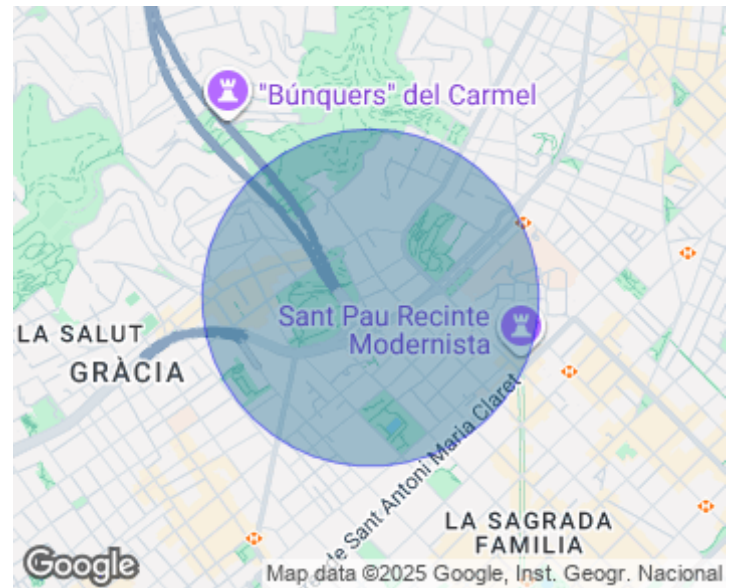 "Búnquers" del Carmel
Sant Pau Recinte
Modernista
LA SALUT
GRÀCIA
de Sant Antoni Maria Claret
LA SAGRADA
FAMILIA
Google
Map data ©2025 Google, Inst. Geogr. Nacional